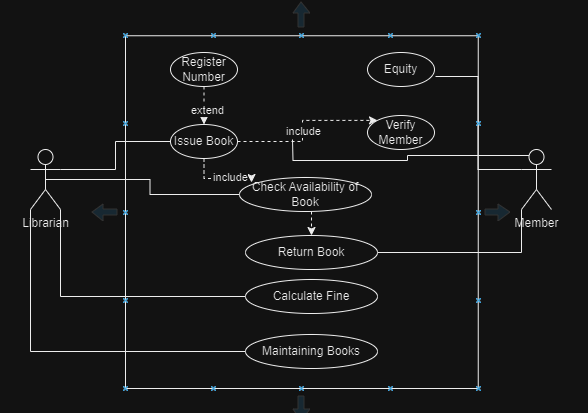 Register
Number
Equity
extend
include
Verify
Member
Issue Book
include
Check Availability of
Book
Librarian
Member
Return Book
Calculate Fine
Maintaining Books